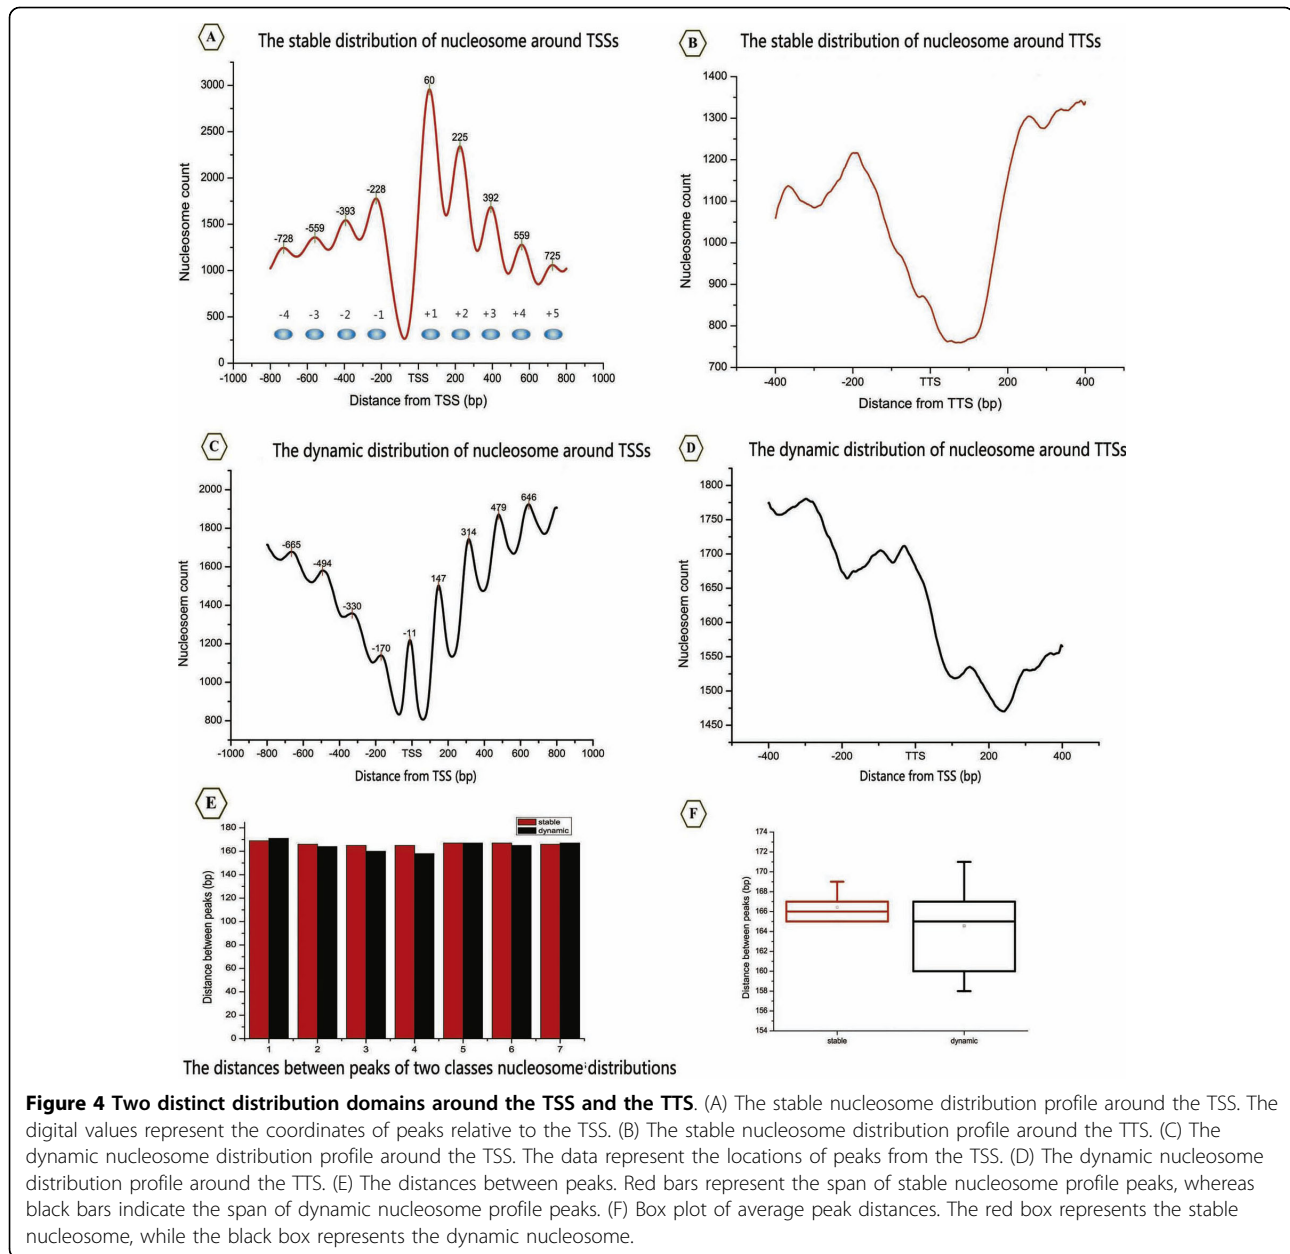 A
The stable distribution of nucleosome around TSSs
3000
2500
2000
1500
1000
500
0
Nucleosome count
-728
-559
-393
-228
60
225
392
559
725
-4
-3
-2
-1
+1
+2
+3
+4
+5
-1000 -800 -600 -400 -200 TSS 200 400 600 800 1000
Distance from TSS (bp)
B
The stable distribution of nucleosome around TTSs
1400
1300
1200
1100
1000
900
800
700
Nucleosome count
-400 -200 TTS 200 400
Distance from TTS (bp)
C
The dynamic distribution of nucleosome around TSSs
2000
1800
1600
1400
1200
1000
800
Nucleosoem count
-665
-494
-330
-170
-11
147
314
479
646
-1000 -800 -600 -400 -200 TSS 200 400 600 800 1000
Distance from TSS (bp)
D
The dynamic distribution of nucleosome around TTSs
1800
1750
1700
1650
1600
1550
1500
1450
Nucleosome count
-400 -200 TTS 200 400
Distance from TSS (bp)
E
180
160
140
120
100
80
60
40
20
0
Distance between peaks (bp)
stable
dynamic
1 2 3 4 5 6 7
The distances between peaks of two classes nucleosome distributions
F
174
172
170
168
166
164
162
160
158
156
154
Distance between peaks (bp)
stable dynamic
Figure 4 Two distinct distribution domains around the TSS and the TTS. (A) The stable nucleosome distribution profile around the TSS. The
digital values represent the coordinates of peaks relative to the TSS. (B) The stable nucleosome distribution profile around the TTS. (C) The
dynamic nucleosome distribution profile around the TSS. The data represent the locations of peaks from the TSS. (D) The dynamic nucleosome
distribution profile around the TTS. (E) The distances between peaks. Red bars represent the span of stable nucleosome profile peaks, whereas
black bars indicate the span of dynamic nucleosome profile peaks. (F) Box plot of average peak distances. The red box represents the stable
nucleosome, while the black box represents the dynamic nucleosome.